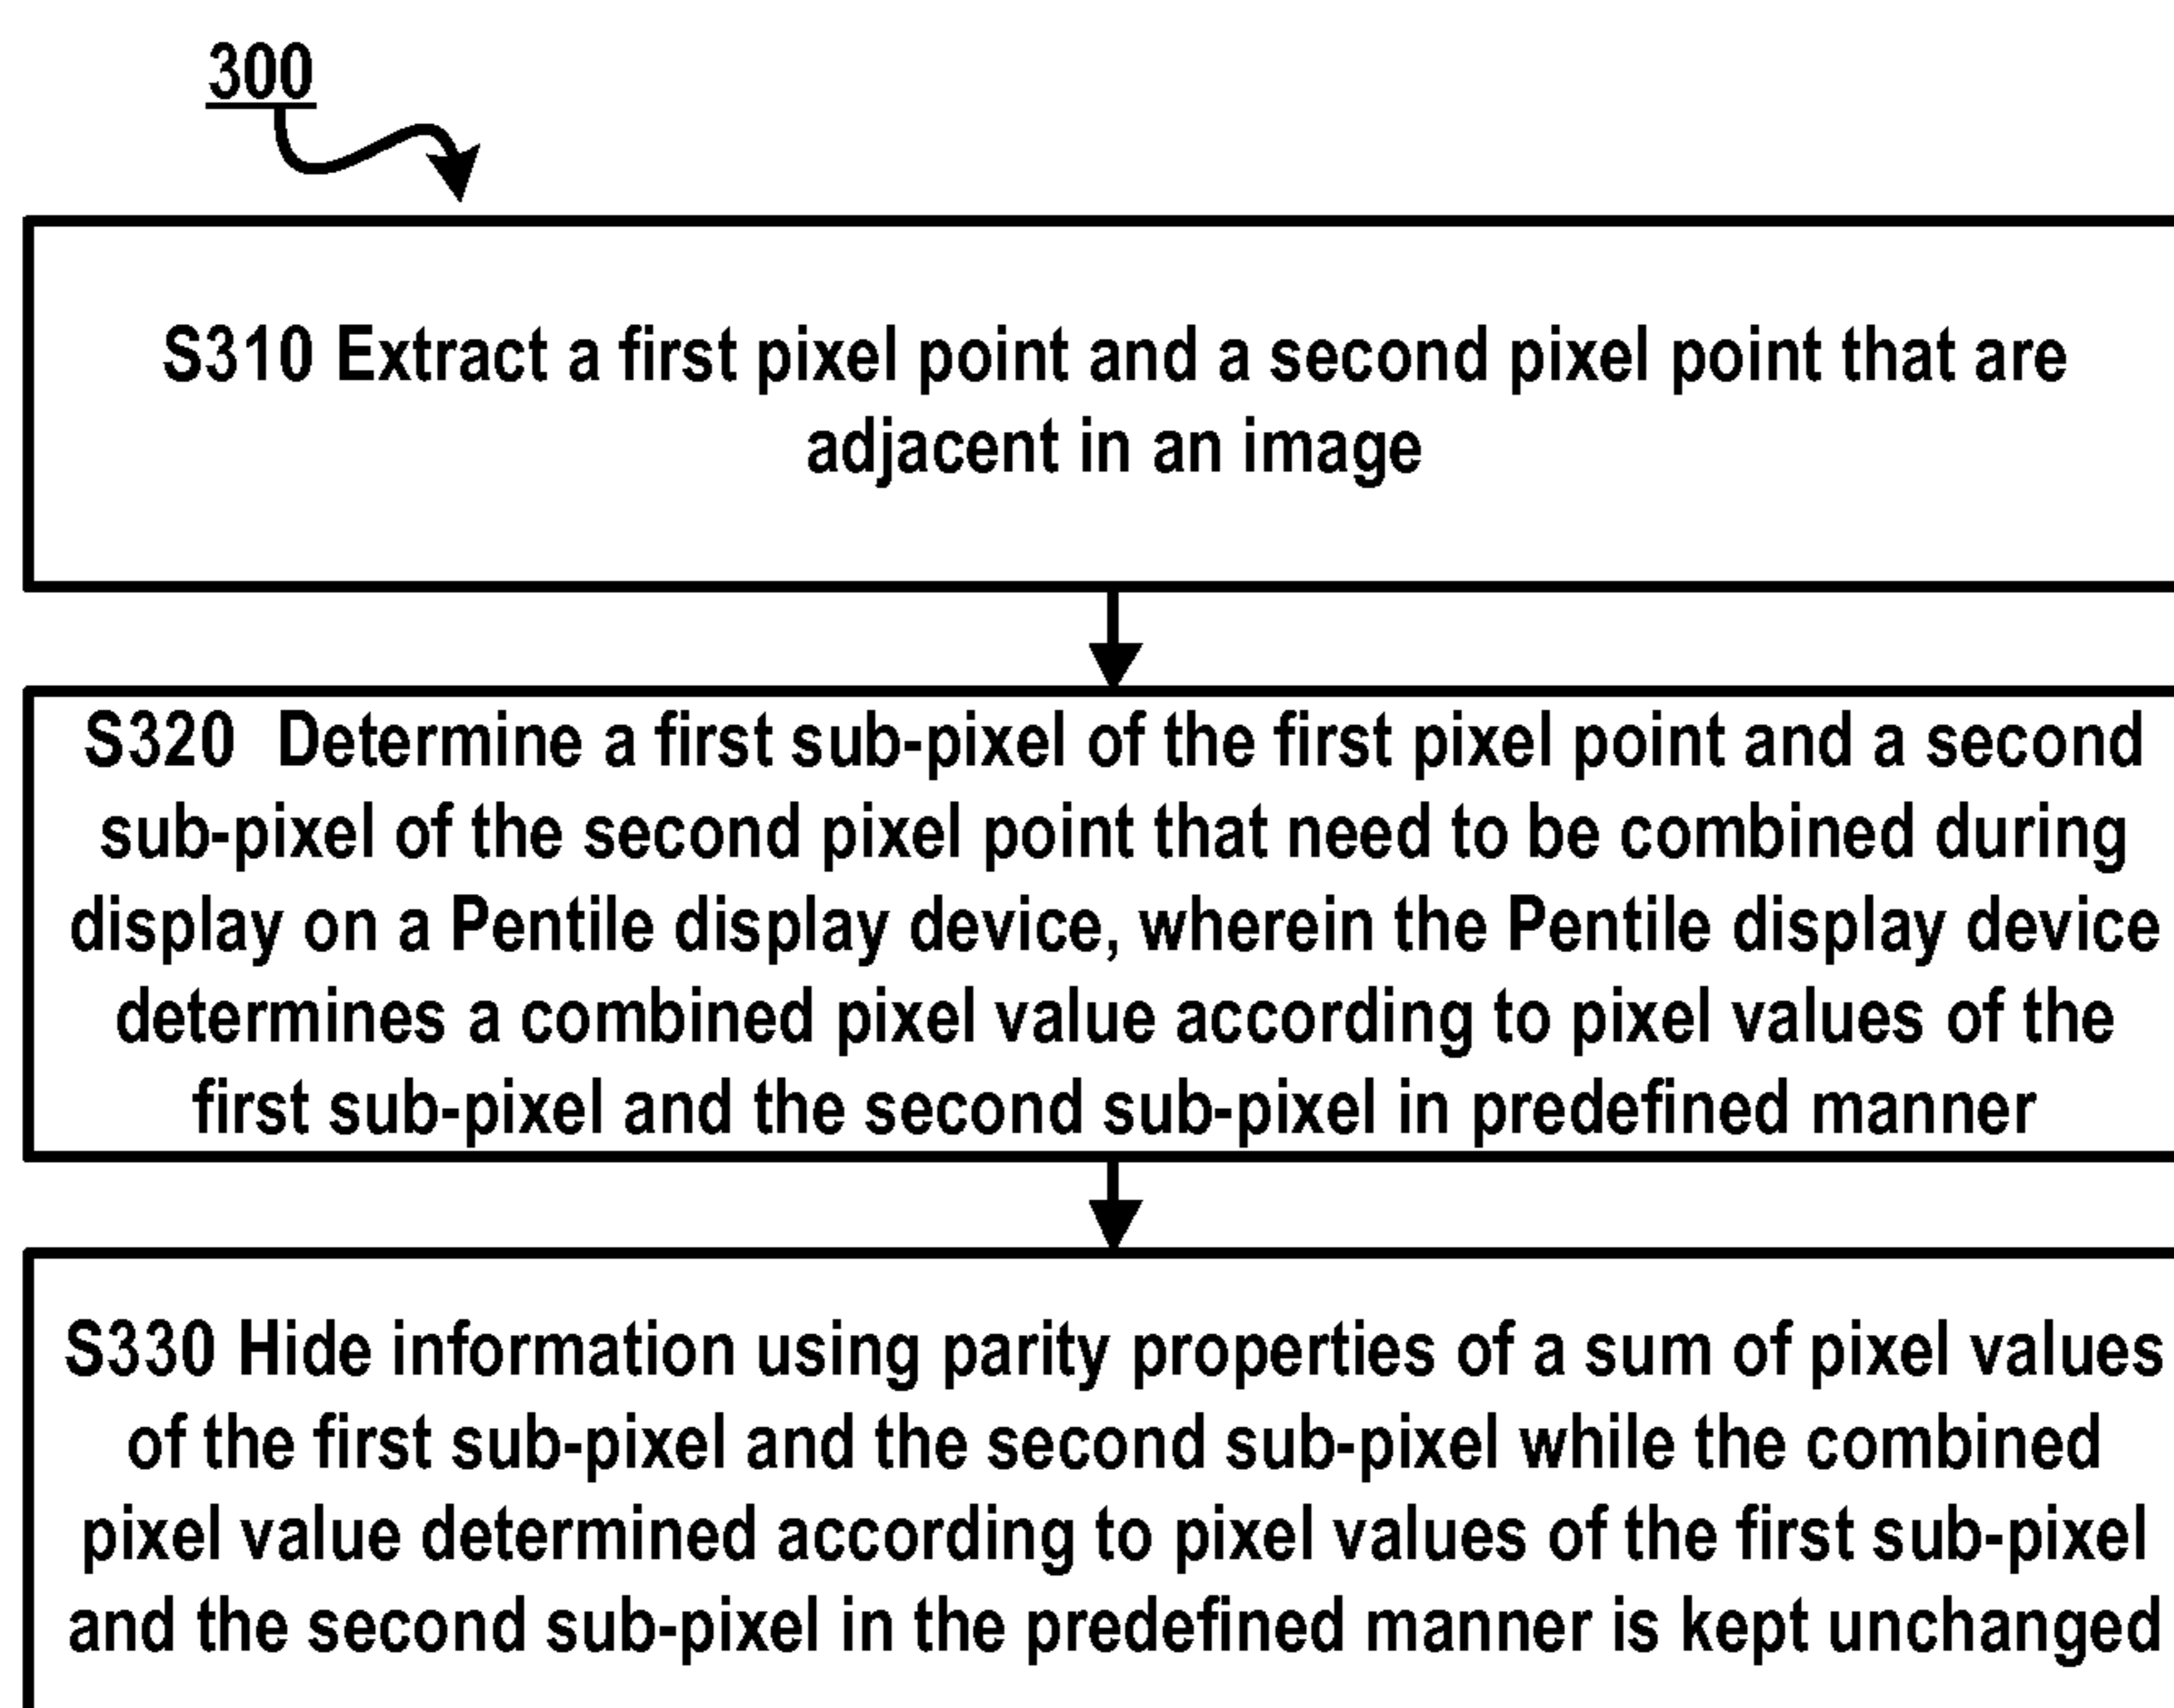 300
S310 Extract a first pixel point and a second pixel point that are
adjacent in an image
S320 Determine a first sub-pixel of the first pixel point and a second
sub-pixel of the second pixel point that need to be combined during
display on a Pentile display device, wherein the Pentile display device
determines a combined pixel value according to pixel values of the
first sub-pixel and the second sub-pixel in predefined manner
S330 Hide information using parity properties of a sum of pixel values
of the first sub-pixel and the second sub-pixel while the combined
pixel value determined according to pixel values of the first sub-pixel
and the second sub-pixel in the predefined manner is kept unchanged